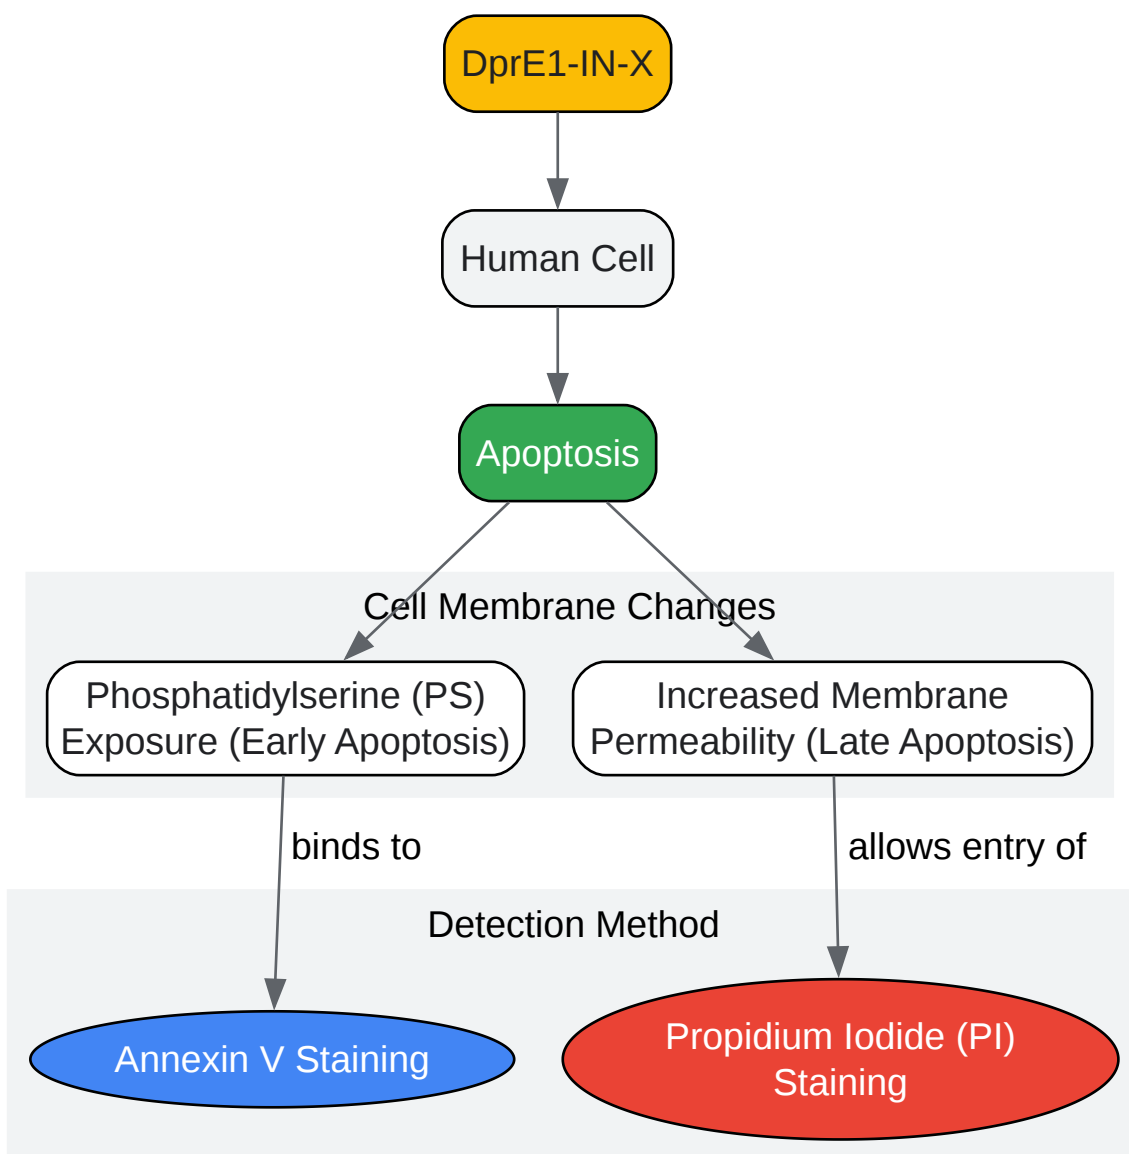 DprE1-IN-X
Human Cell
Apoptosis
Cell Membrane Changes
Phosphatidylserine (PS)
Exposure (Early Apoptosis)
Increased Membrane
Permeability (Late Apoptosis)
binds to
allows entry of
Detection Method
Annexin V Staining
Propidium Iodide (PI)
Staining